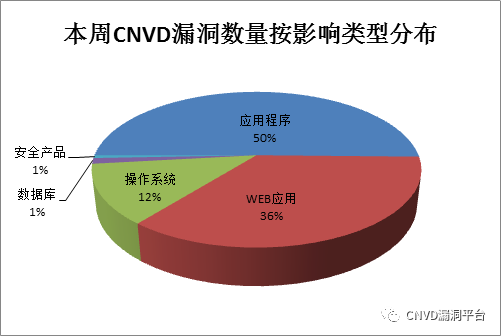 本周CNVD漏洞数量按影响类型分布
应用程序
50%
安全产品
1%
数据库
1%
操作系统
12%
WEB应用
36%
CNVD漏洞平台